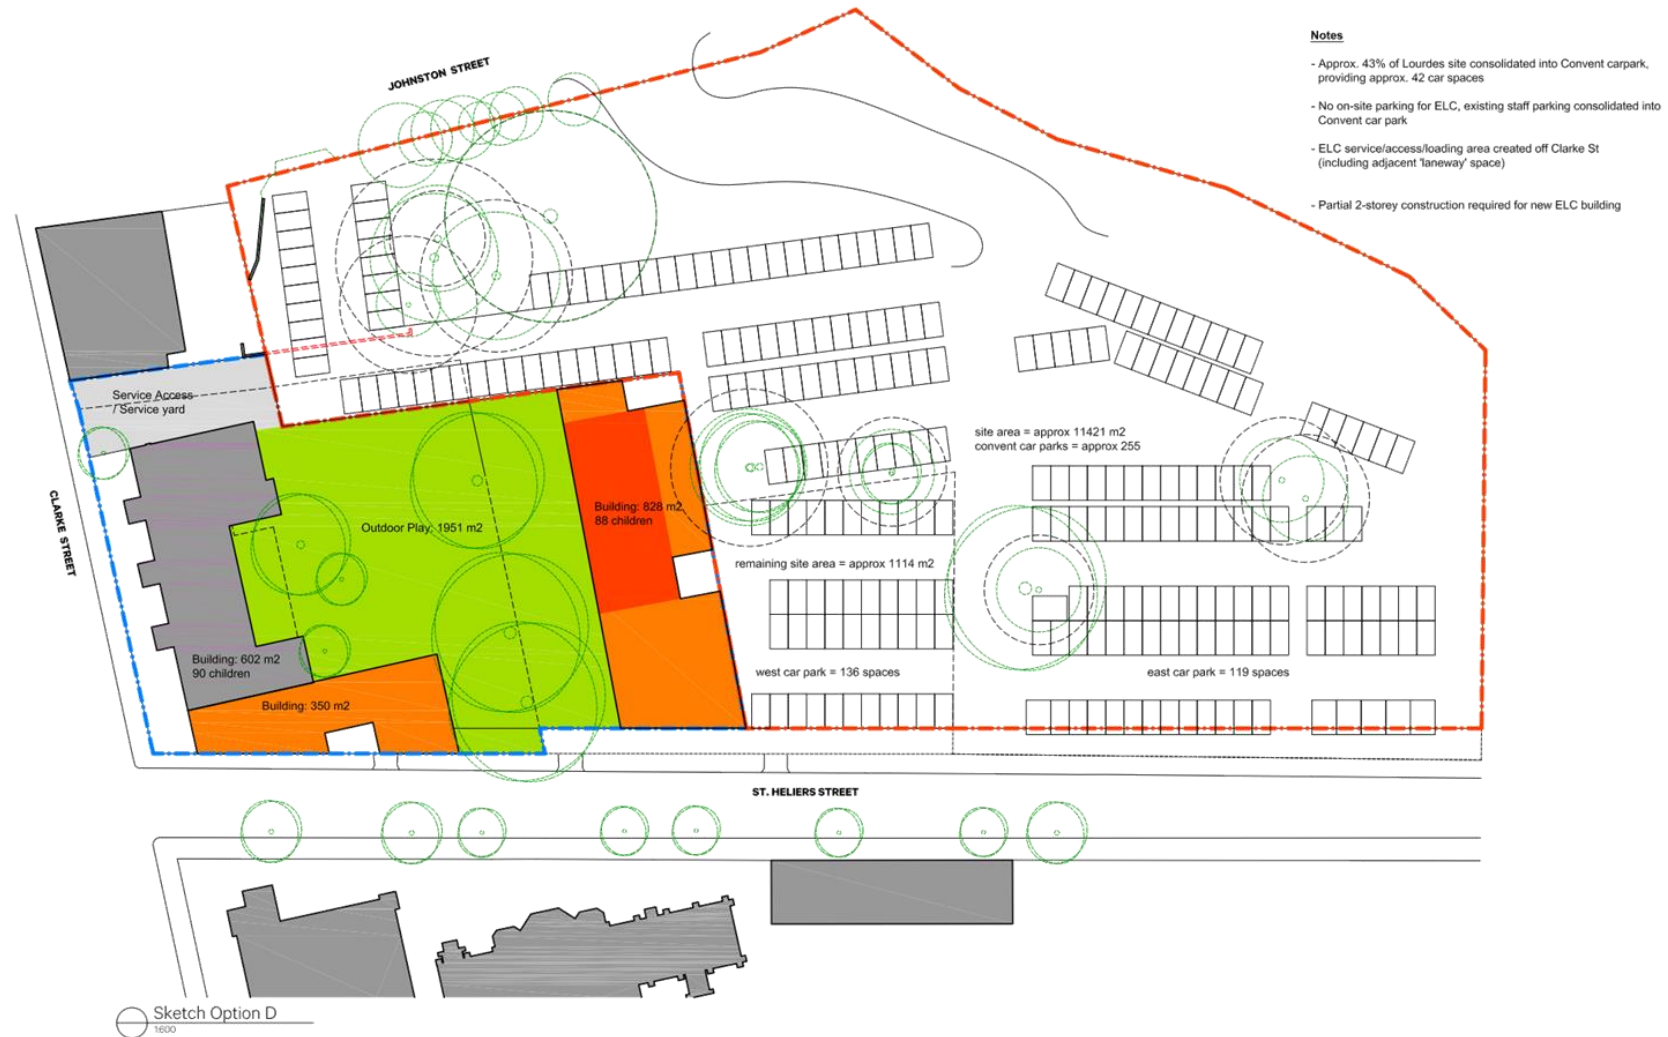 JOHNSTON STREET
Notes
- Approx. 43% of Lourdes site consolidated into Convent carpark,
providing approx. 42 car spaces
- No on-site parking for ELC, existing staff parking consolidated into
Convent car park
- ELC service/access/loading area created off Clarke St
(including adjacent 'laneway' space)
- Partial 2-storey construction required for new ELC building
Service Access
/ Service yard
site area = approx 11421 m2
convent car parks = approx 255
CLARKE STREET
Outdoor Play: 1951 m2
Building: 828 m2
88 children
remaining site area = approx 1114 m2
Building: 602 m2
90 children
west car park = 136 spaces
east car park = 119 spaces
Building: 350 m2
ST. HELIERS STREET
Sketch Option D
1:600